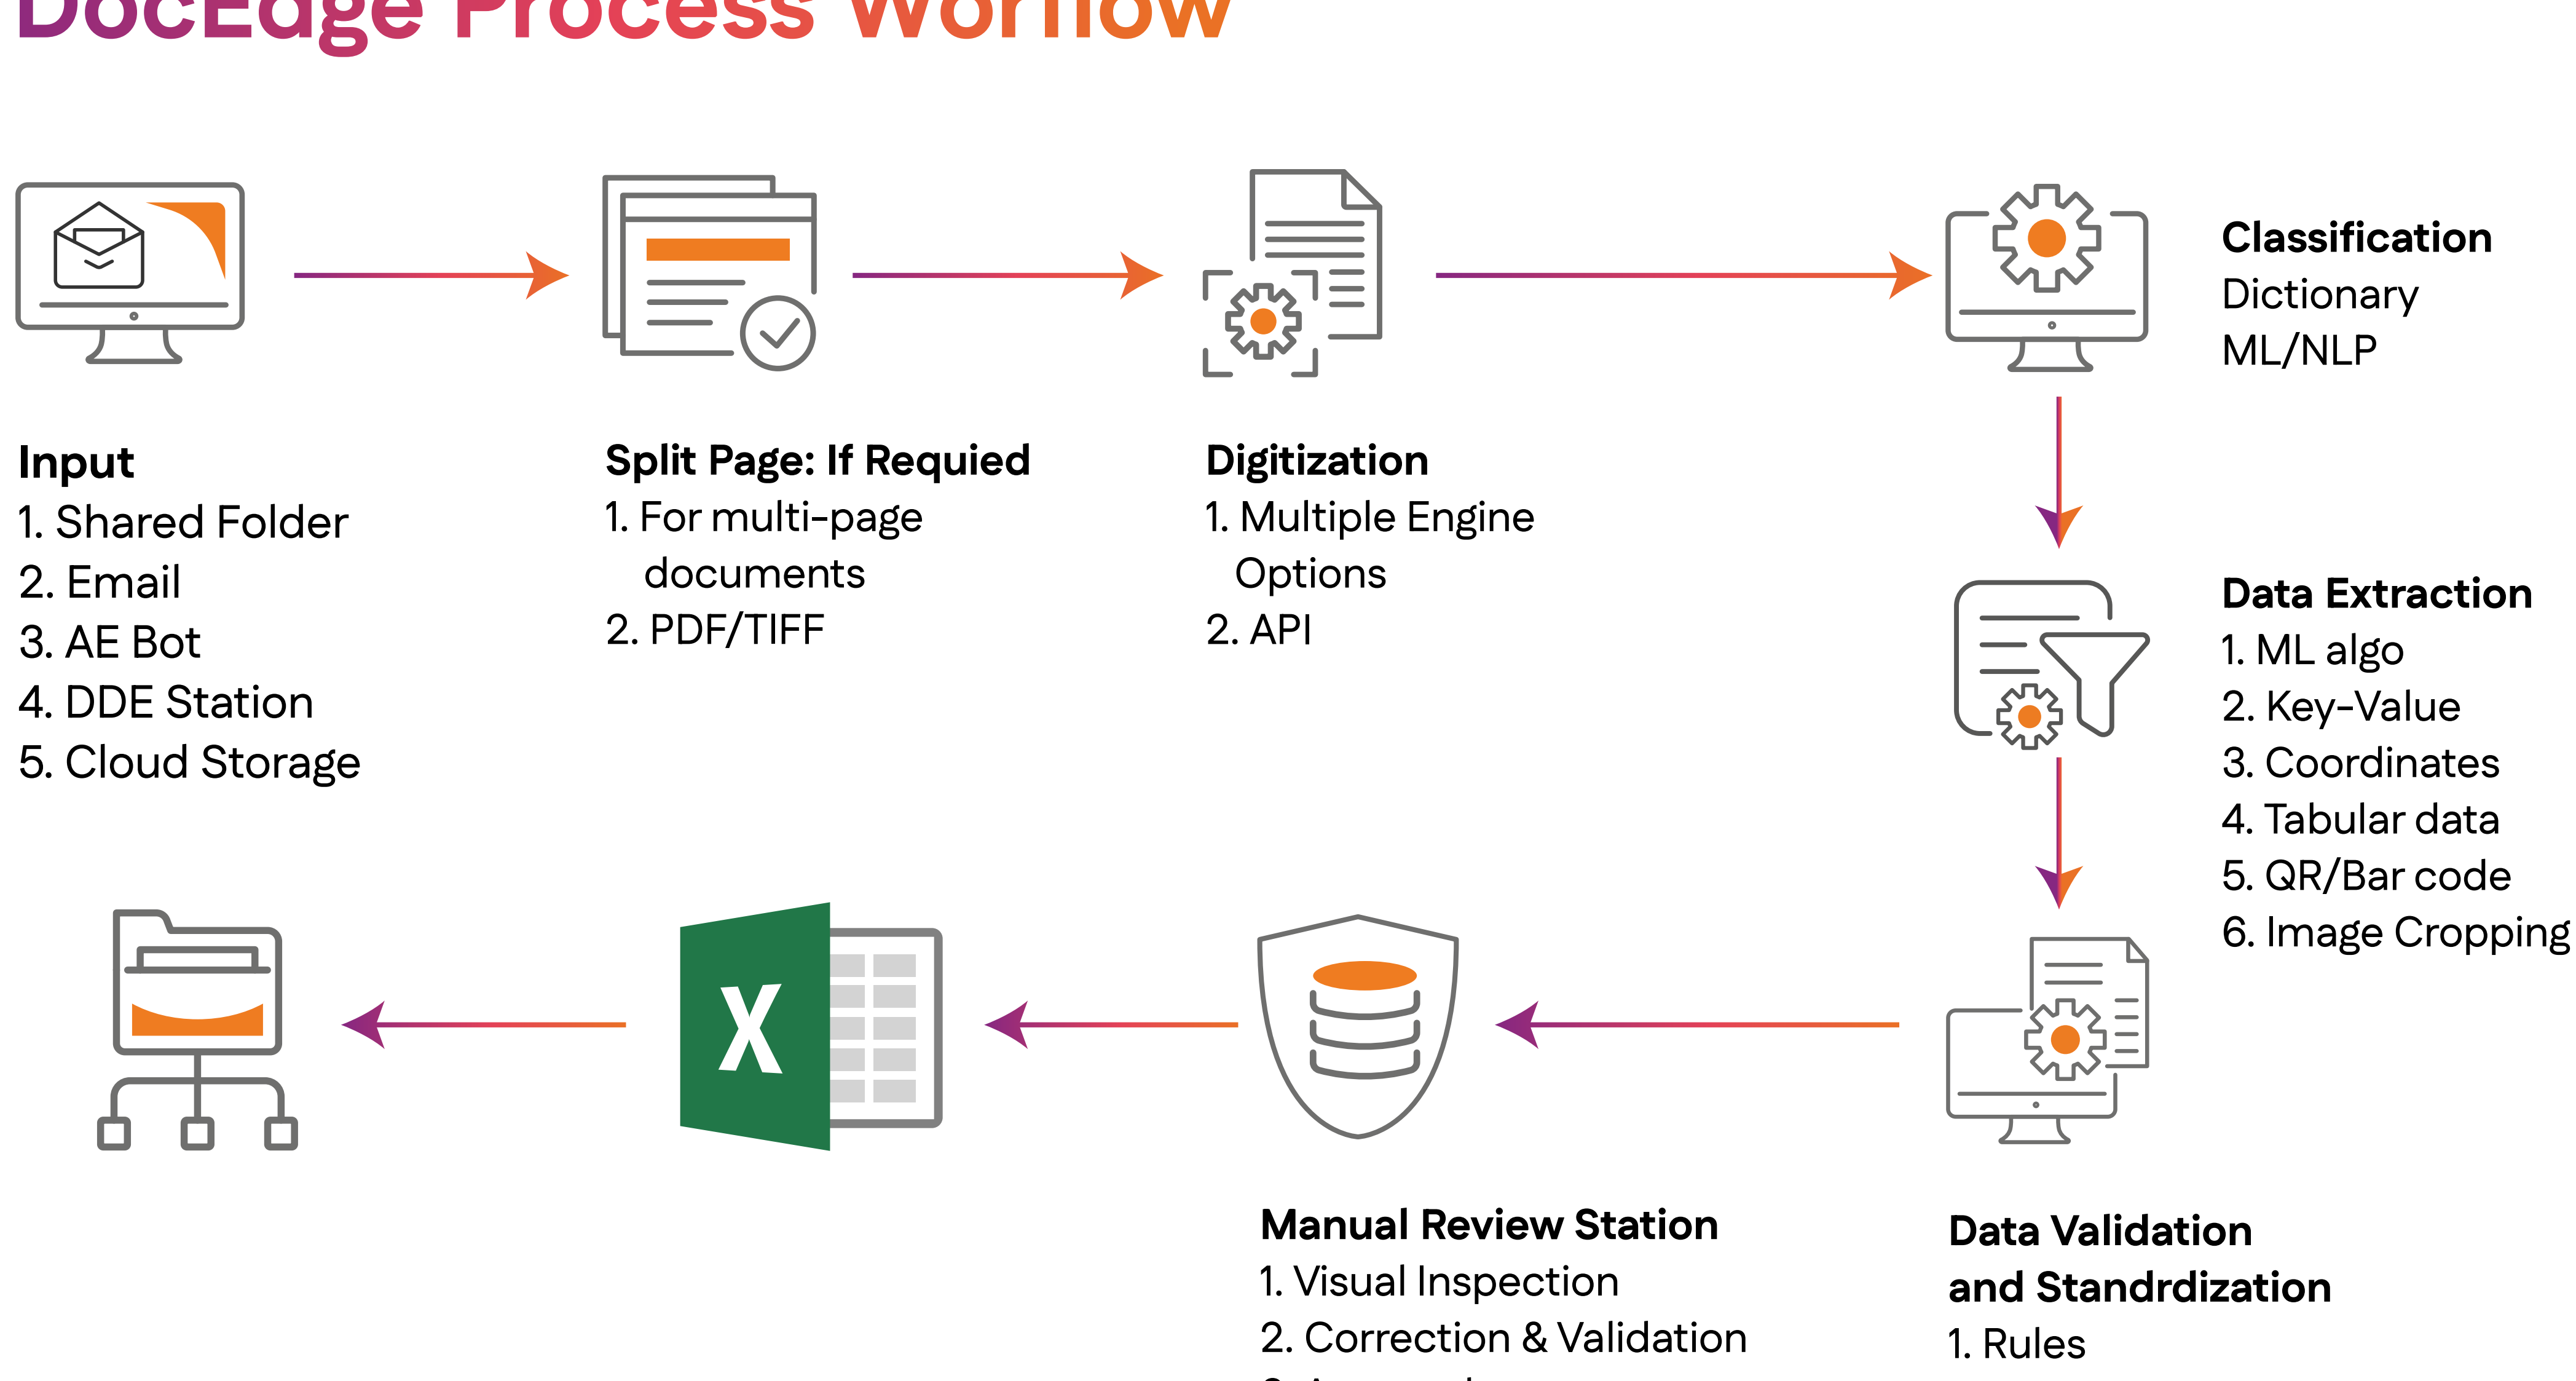 DocEdge Process Worflow
Input
1. Shared Folder
2. Email
3. AE Bot
4. DDE Station
5. Cloud Storage
Split Page: If Requied
1. For multi-page
documents
2. PDF/TIFF
Digitization
1. Multiple Engine
Options
2. API
Classification
Dictionary
ML/NLP
Data Extraction
1. ML algo
2. Key-Value
3. Coordinates
4. Tabular data
5. QR/Bar code
6. Image Cropping
X
Manual Review Station
1. Visual Inspection
2. Correction & Validation
Data Validation
and Standrdization
1. Rules